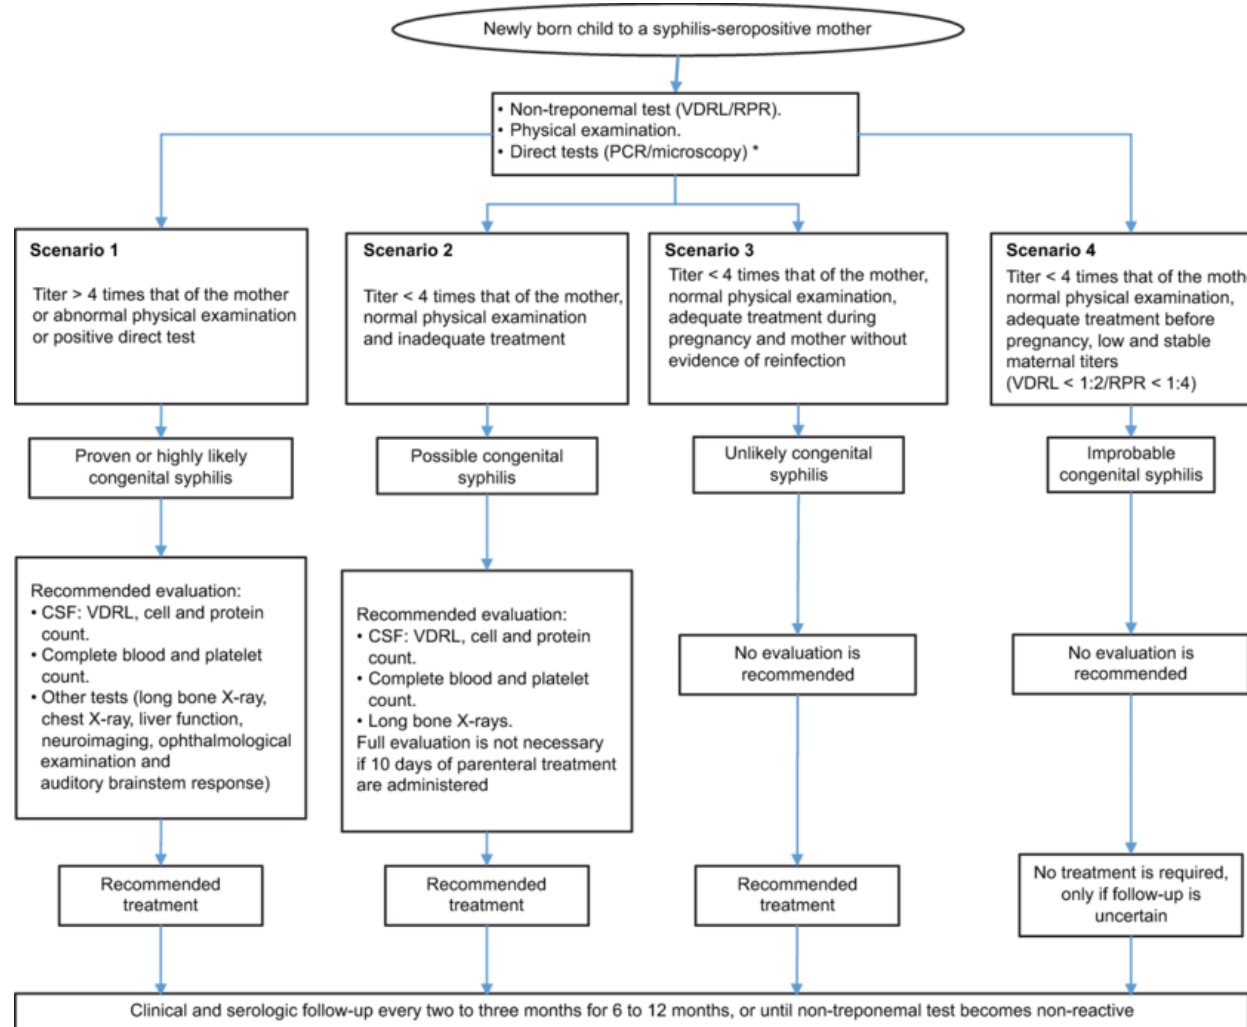 Newly born child to a syphilis-seropositive mother
• Non-treponemal test (VDRL/RPR).
• Physical examination.
• Direct tests (PCR/microscopy) *
Scenario 1
Titer > 4 times that of the mother
or abnormal physical examination
or positive direct test
Scenario 2
Titer < 4 times that of the mother,
normal physical examination
and inadequate treatment
Scenario 3
Titer < 4 times that of the mother,
normal physical examination,
adequate treatment during
pregnancy and mother without
evidence of reinfection
Scenario 4
Titer < 4 times that of the mothe
normal physical examination,
adequate treatment before
pregnancy, low and stable
maternal titers
(VDRL < 1:2/RPR < 1:4)
Proven or highly likely
congenital syphilis
Possible congenital
syphilis
Unlikely congenital
syphilis
Improbable
congenital syphilis
Recommended evaluation:
• CSF: VDRL, cell and protein
count.
• Complete blood and platelet
count.
• Other tests (long bone X-ray,
chest X-ray, liver function,
neuroimaging, ophthalmological
examination and
auditory brainstem response)
Recommended evaluation:
• CSF: VDRL, cell and protein
count.
• Complete blood and platelet
count.
• Long bone X-rays.
Full evaluation is not necessary
if 10 days of parenteral treatment
are administered
No evaluation is
recommended
No evaluation is
recommended
Recommended
treatment
Recommended
treatment
Recommended
treatment
No treatment is required,
only if follow-up is
uncertain
Clinical and serologic follow-up every two to three months for 6 to 12 months, or until non-treponemal test becomes non-reactive